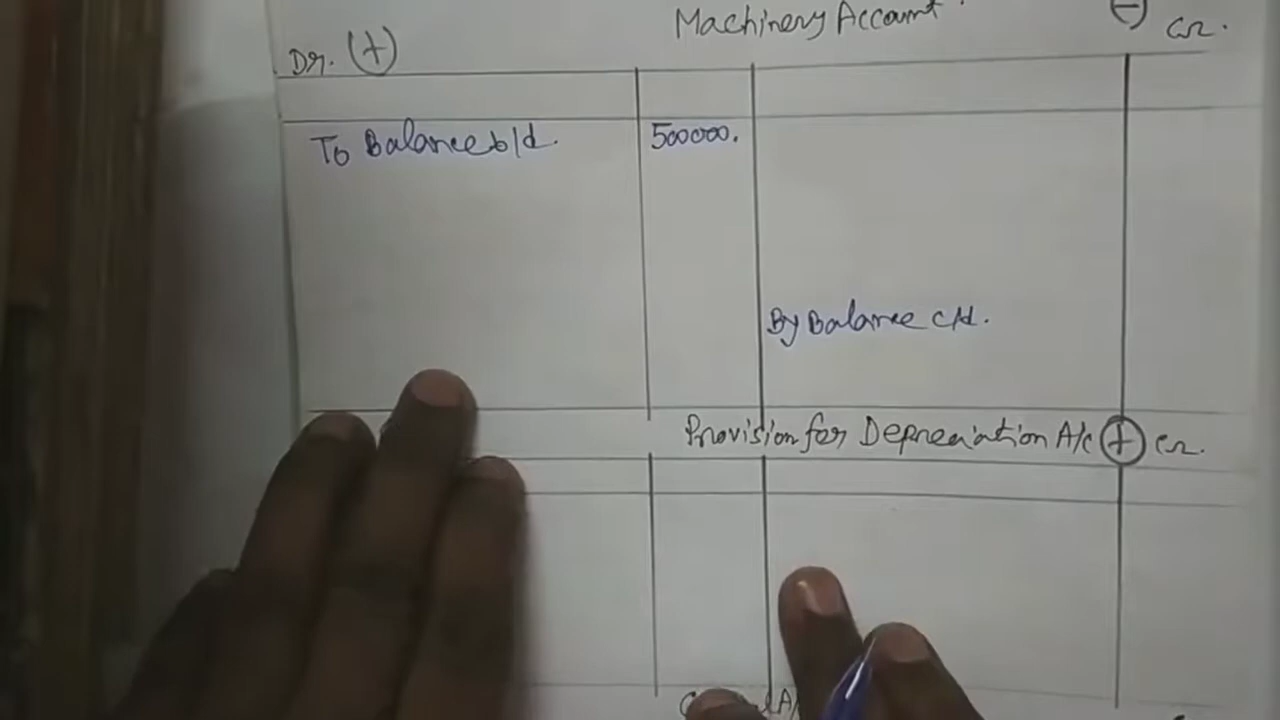 Machinery Account
Dr. (+)
(-) Cr.
To Balance b/d. 500000.
By Balance c/d.
Provision for Depreciation A/c (+) Cr.